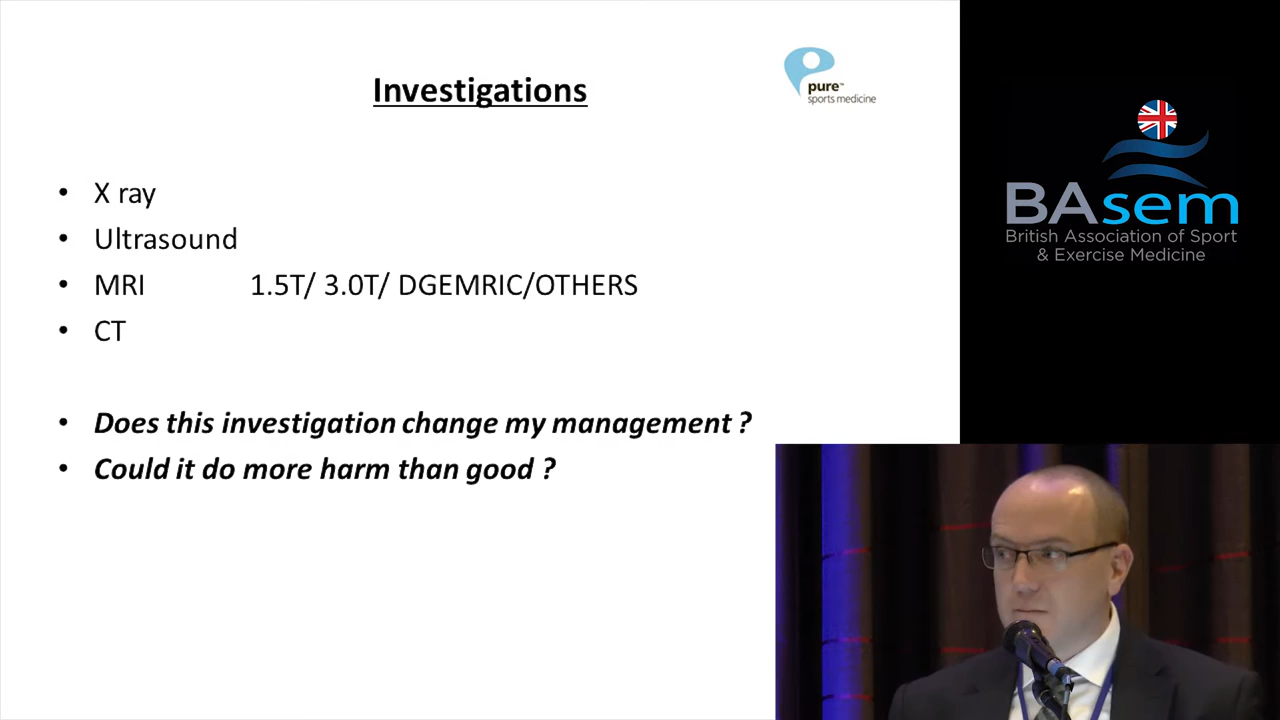 Investigations
pure™
sports medicine
• X ray
• Ultrasound
• MRI 1.5T/ 3.0T/ DGEMRIC/OTHERS
• CT
• Does this investigation change my management ?
• Could it do more harm than good ?
BAsem
British Association of Sport
& Exercise Medicine